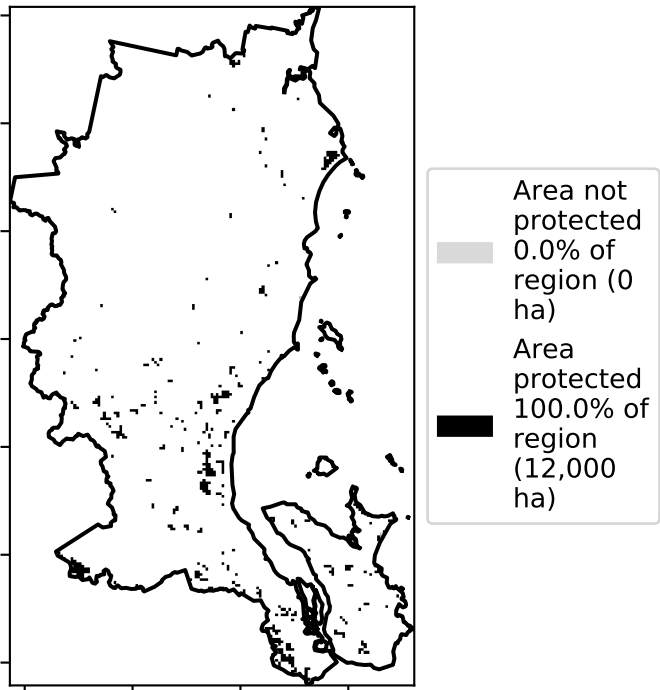 Area not
protected
0.0% of
region (0
ha)
Area
protected
100.0% of
region
(12,000
ha)